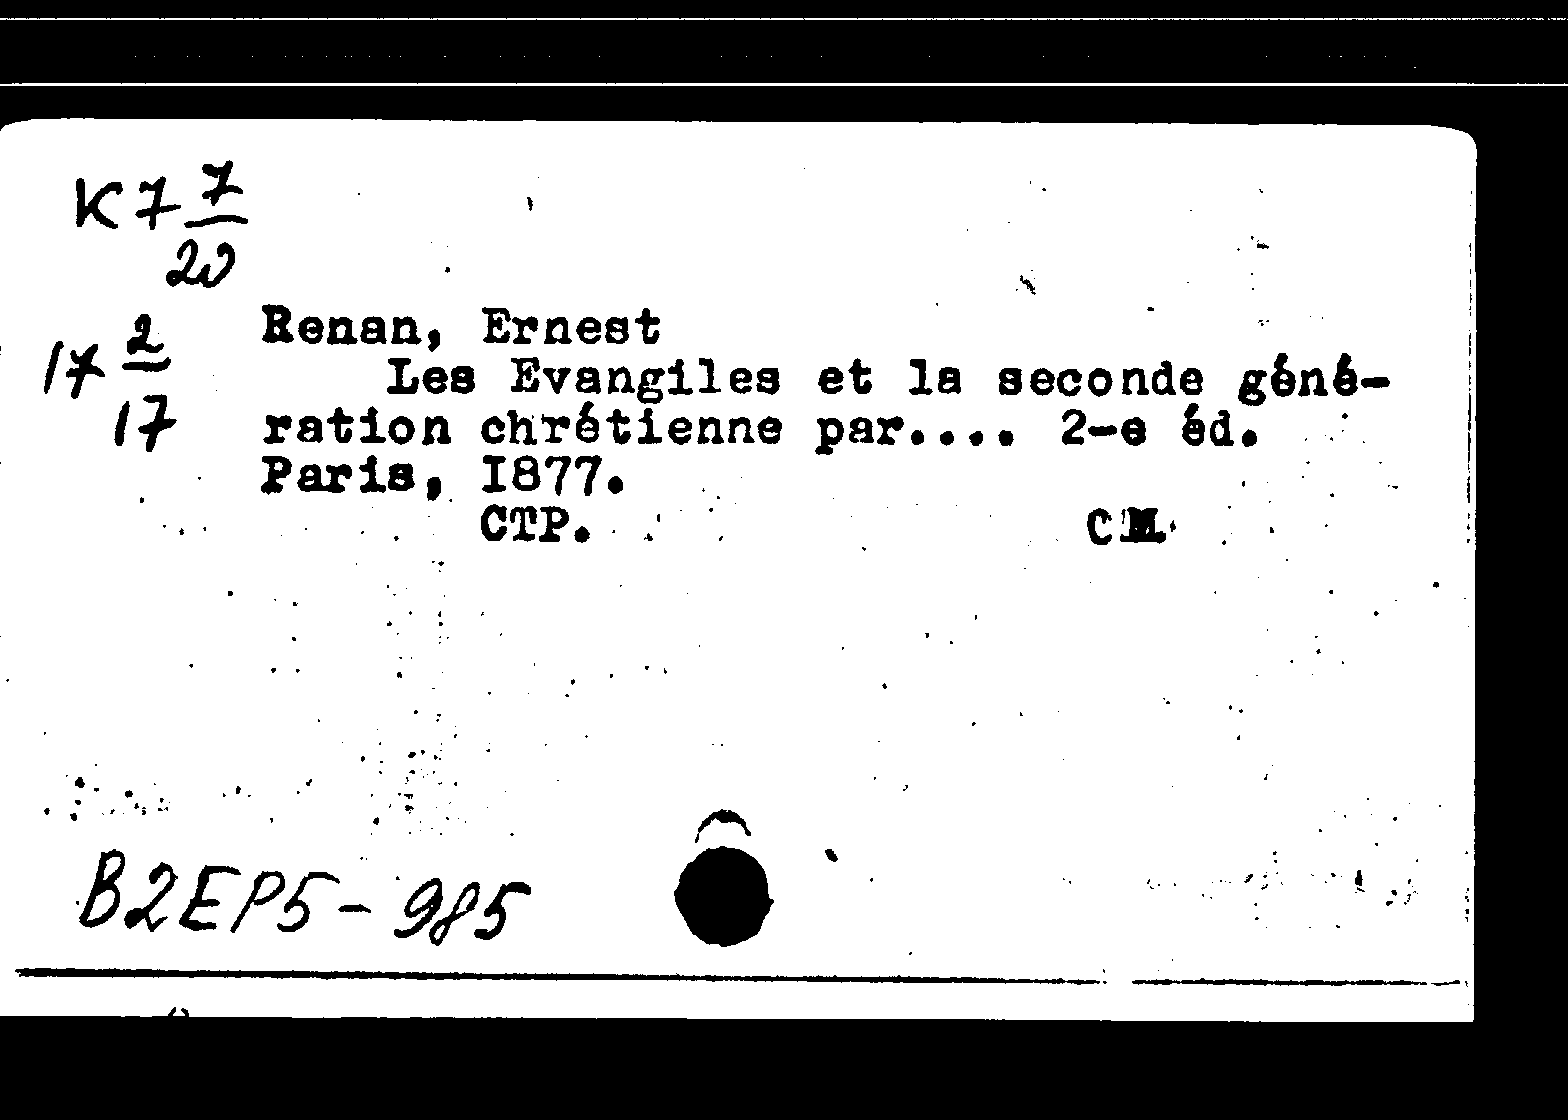 K7 7/20
17 2/17
Renan, Ernest
Les Evangiles et la seconde géné-
ration chrétienne par.... 2-e éd.
Paris, I877.
CTP. CM.
B2EP5-985